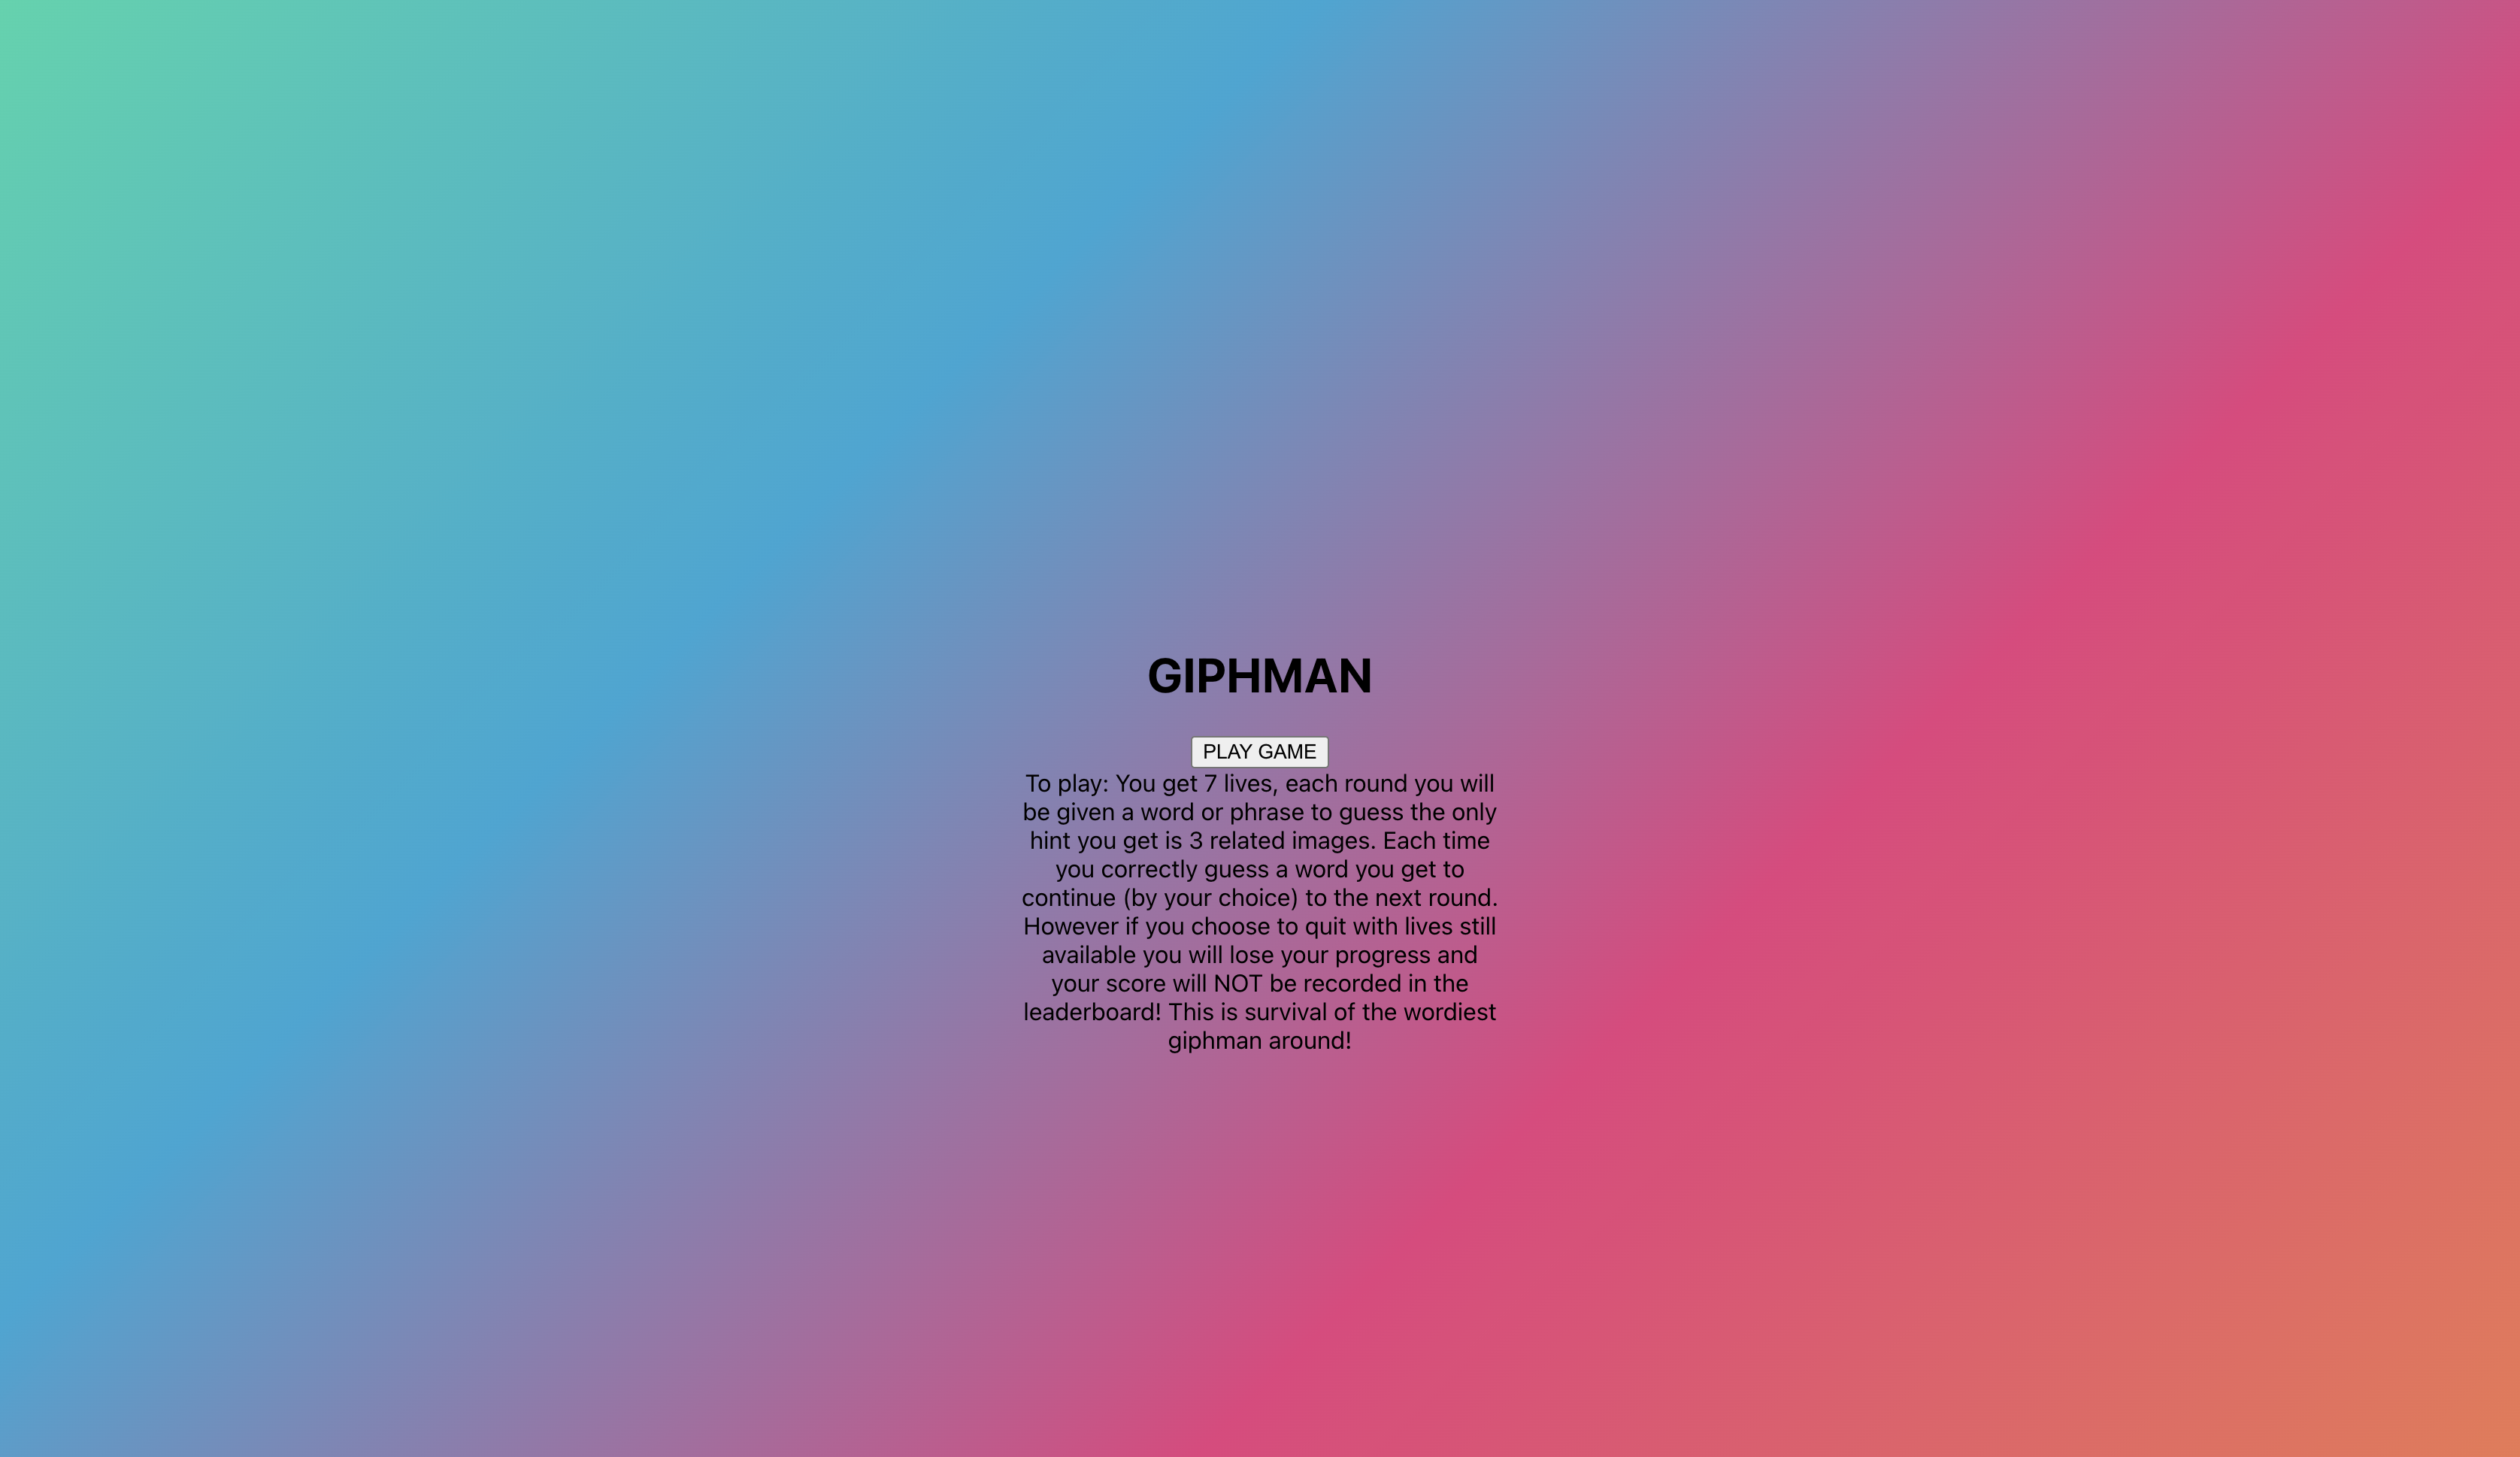 GIPHMAN
PLAY GAME
To play: You get 7 lives, each round you will
be given a word or phrase to guess the only
hint you get is 3 related images. Each time
you correctly guess a word you get to
continue (by your choice) to the next round.
However if you choose to quit with lives still
available you will lose your progress and
your score will NOT be recorded in the
leaderboard! This is survival of the wordiest
giphman around!